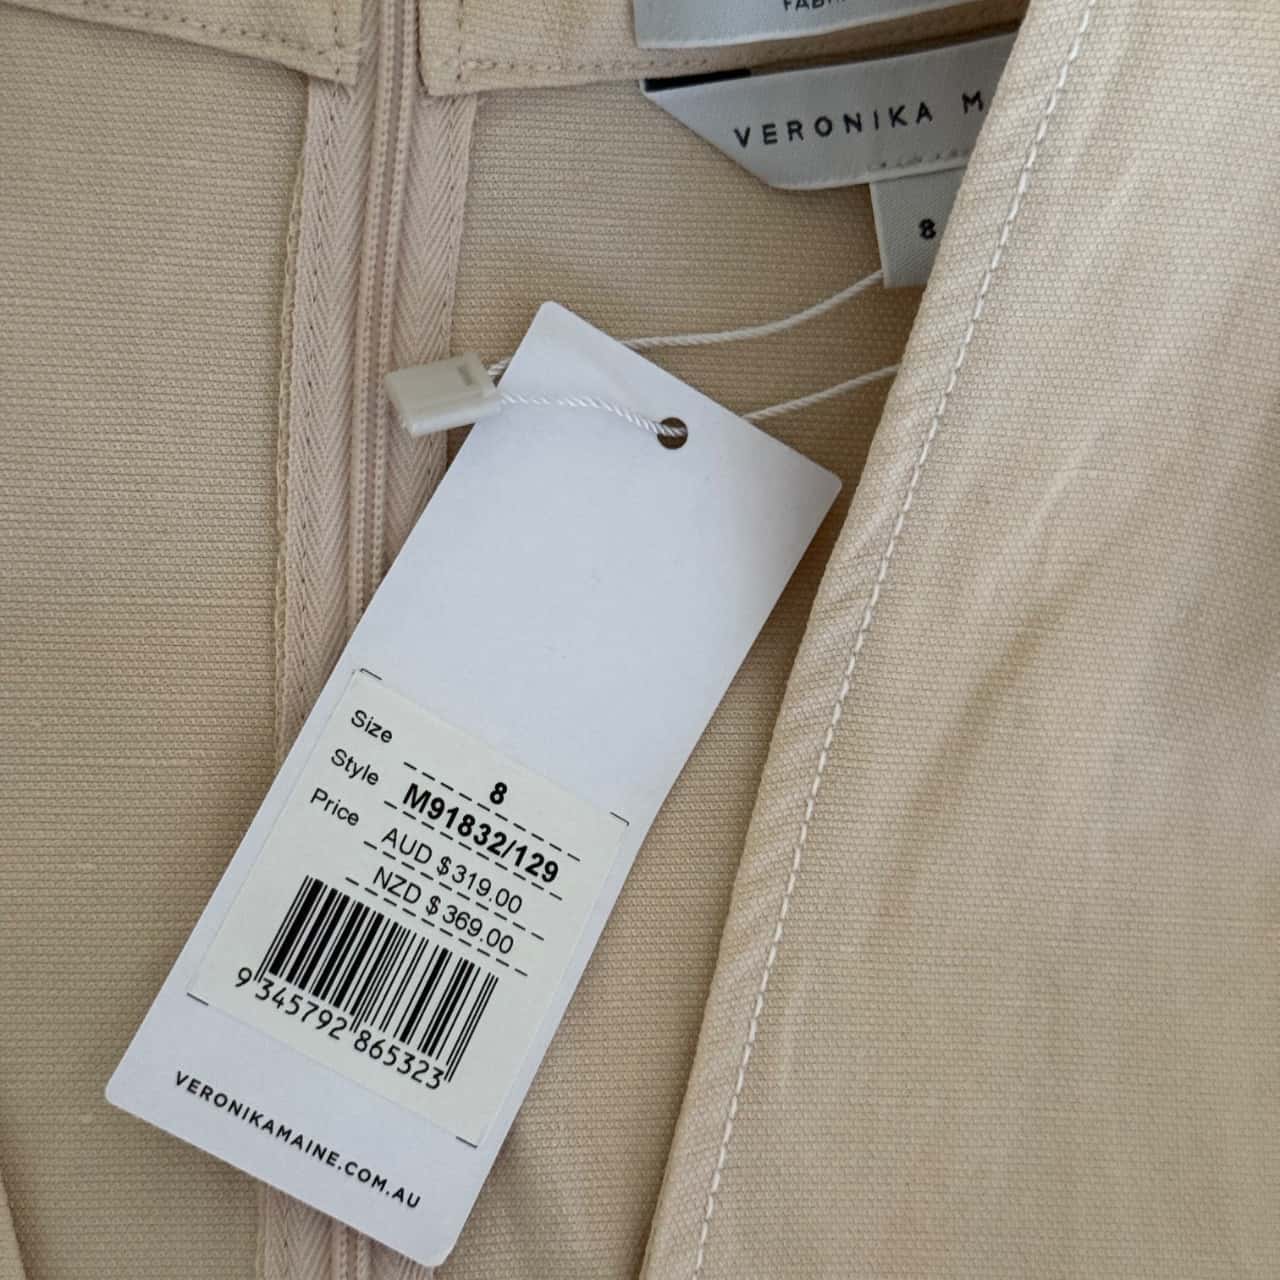 VERONIKA M
8
Size 8
Style M91832/129
Price AUD $319.00
NZD $369.00
9 345792 865323
VERONIKAMAINE.COM.AU